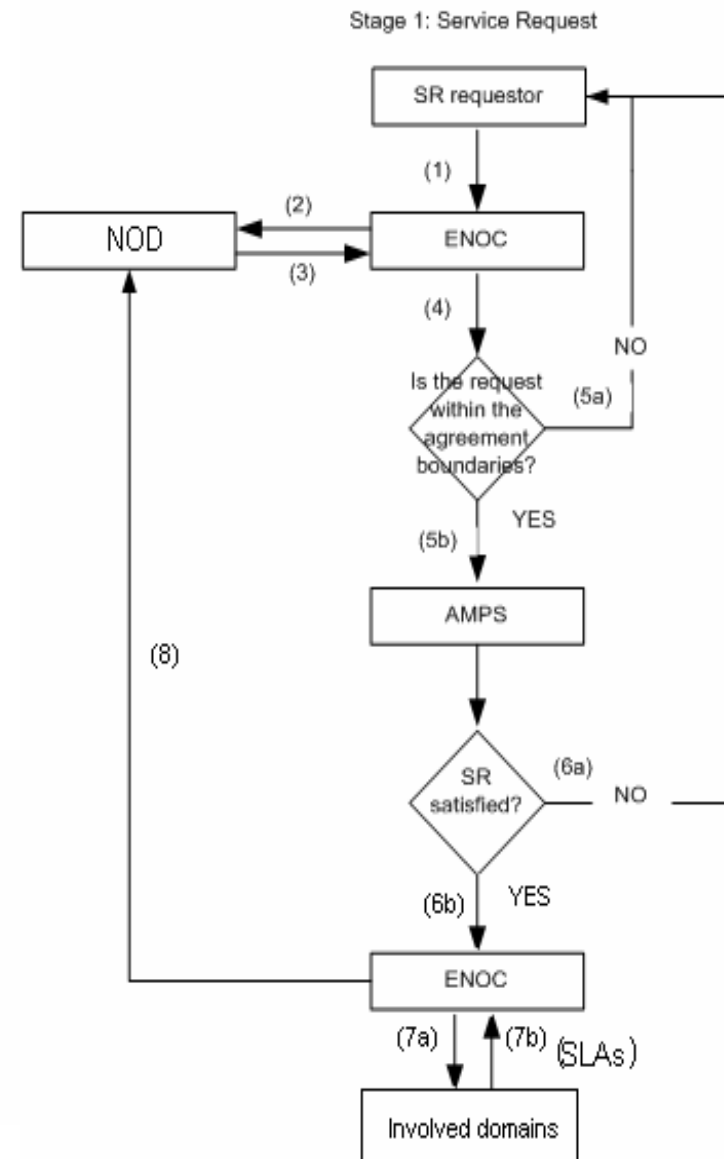 Stage 1: Service Request
SR requestor
(1)
(2)
NOD
ENOC
(3)
(4)
NO
Is the request
within the
agreement
boundaries?
(5a)
YES
(5b)
AMPS
(8)
SR
satisfied?
(6a)
NO
(6b)
YES
ENOC
(7a)
(7b)
(SLAs)
Involved domains